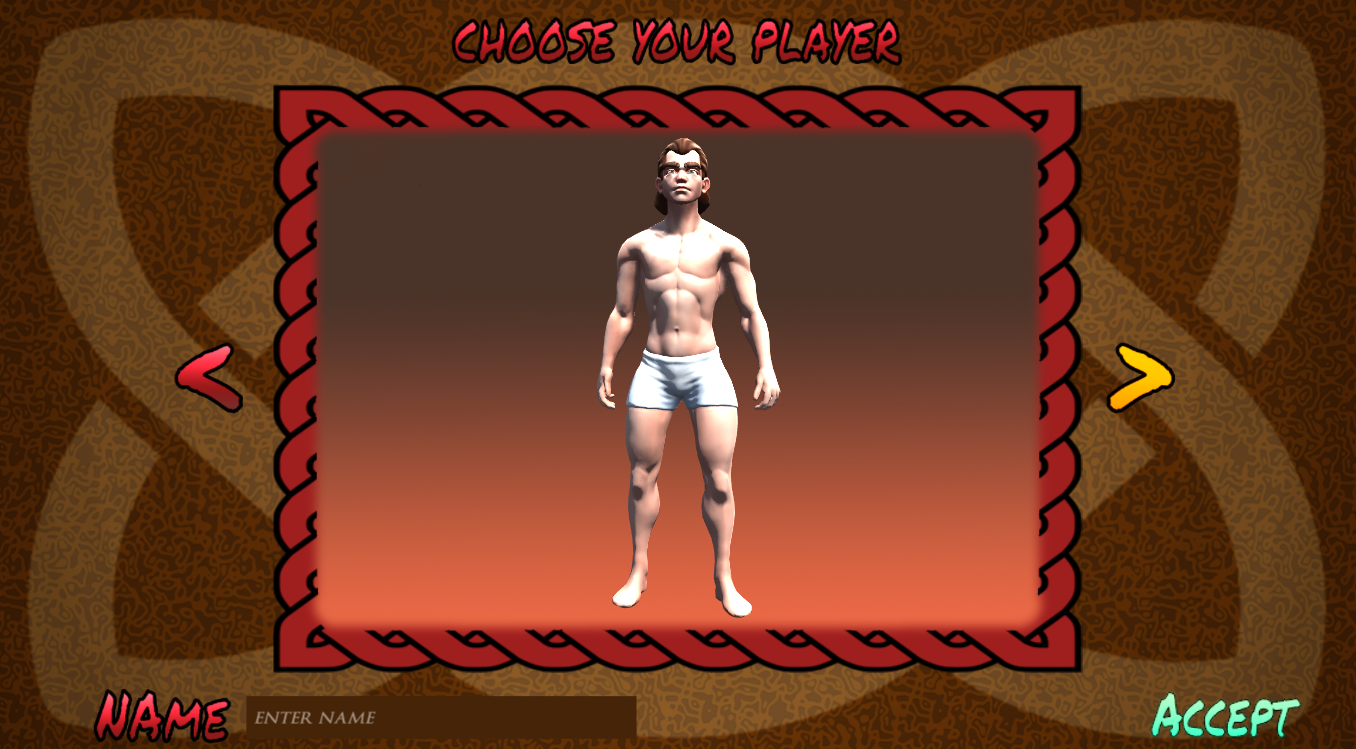 CHOOSE YOUR PLAYER
< >
NAME ENTER NAME
ACCEPT